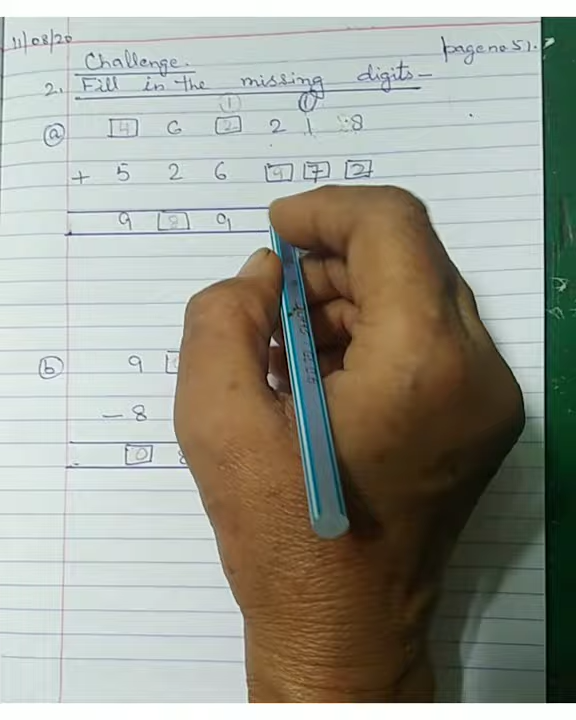 11/08/20
Challenge. page no 51.
2. Fill in the missing digits—
① ①
ⓐ 4 6 2 2 1 8
+ 5 2 6 9 7 2
9 8 9
ⓑ 9
— 8
0 8